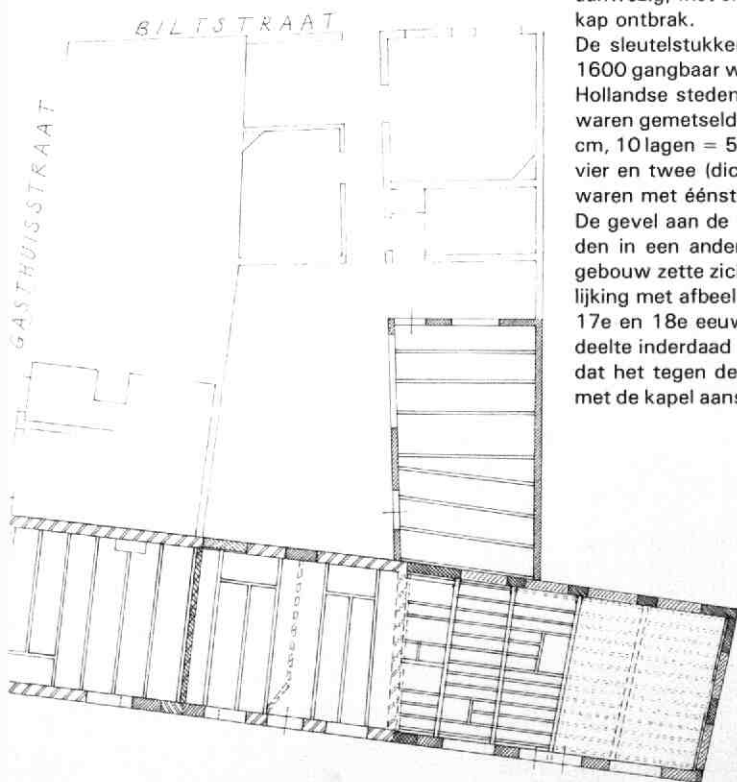 BILTSTRAAT
GASTHUISSTRAAT
kap ontbrak.
De sleutelstukken
1600 gangbaar w
Hollandse steden
waren gemetseld
cm, 10 lagen = 5
vier en twee (dic
waren met éénst
De gevel aan de
den in een ander
gebouw zette zich
lijking met afbeel
17e en 18e eeuw
deelte inderdaad
dat het tegen de
met de kapel aans